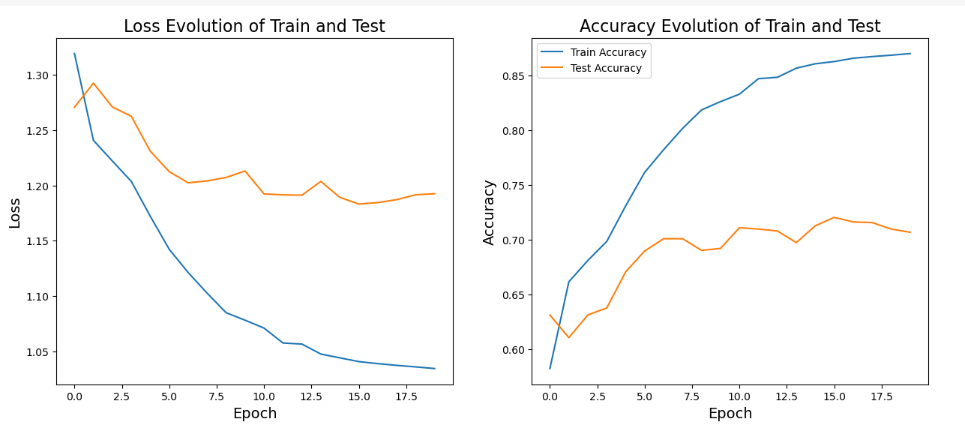 Loss Evolution of Train and Test
1.30
1.25
1.20
1.15
1.10
1.05
Loss
0.0 2.5 5.0 7.5 10.0 12.5 15.0 17.5
Epoch
Accuracy Evolution of Train and Test
Train Accuracy
Test Accuracy
0.85
0.80
0.75
0.70
0.65
0.60
Accuracy
0.0 2.5 5.0 7.5 10.0 12.5 15.0 17.5
Epoch